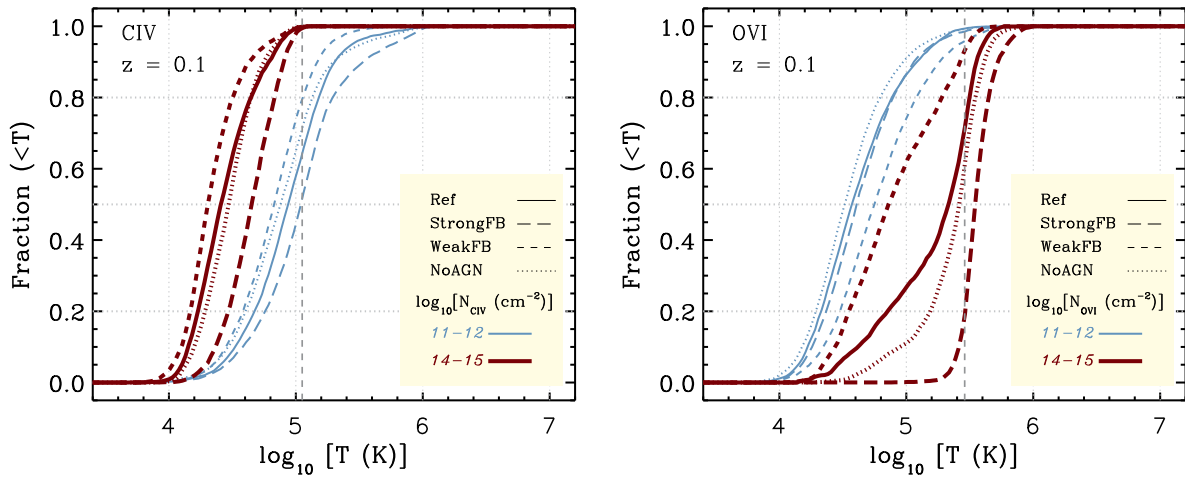 CIV
z = 0.1
Fraction (<T)
1.0
0.8
0.6
0.4
0.2
0.0
Ref
StrongFB
WeakFB
NoAGN
log₁₀[N_CIV (cm⁻²)]
11−12
14−15
4
5
6
7
log₁₀ [T (K)]
OVI
z = 0.1
Fraction (<T)
1.0
0.8
0.6
0.4
0.2
0.0
Ref
StrongFB
WeakFB
NoAGN
log₁₀[N_OVI (cm⁻²)]
11−12
14−15
4
5
6
7
log₁₀ [T (K)]